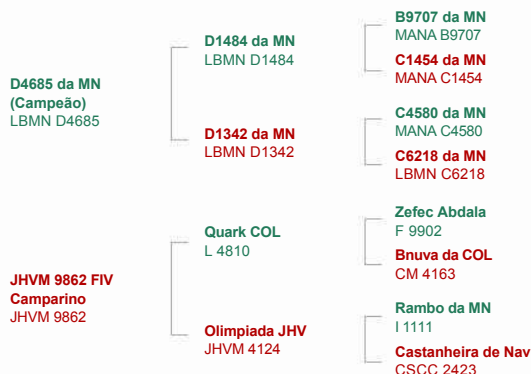 D4685 da MN
(Campeão)
LBMN D4685
D1484 da MN
LBMN D1484
B9707 da MN
MANA B9707
C1454 da MN
MANA C1454
D1342 da MN
LBMN D1342
C4580 da MN
MANA C4580
C6218 da MN
LBMN C6218
JHVM 9862 FIV
Camparino
JHVM 9862
Quark COL
L 4810
Zefec Abdala
F 9902
Bnuva da COL
CM 4163
Olimpiada JHV
JHVM 4124
Rambo da MN
I 1111
Castanheira de Nav
CSCC 2423